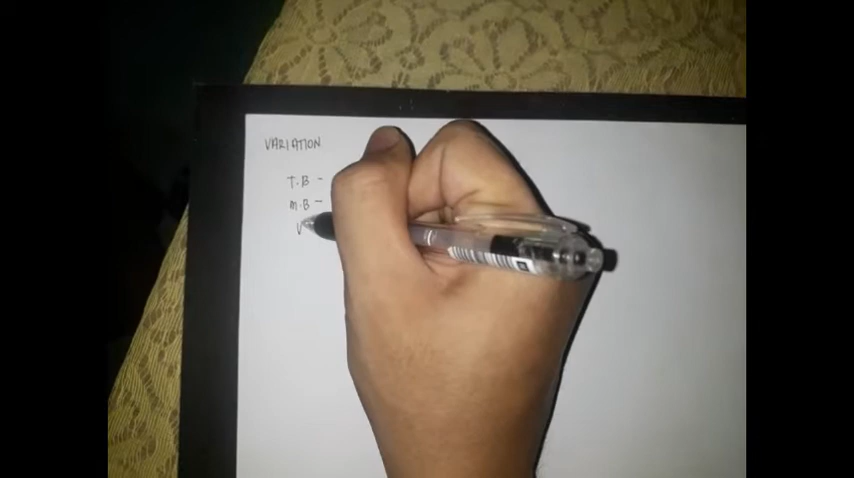 VARIATION
T.B -
M.B -
V